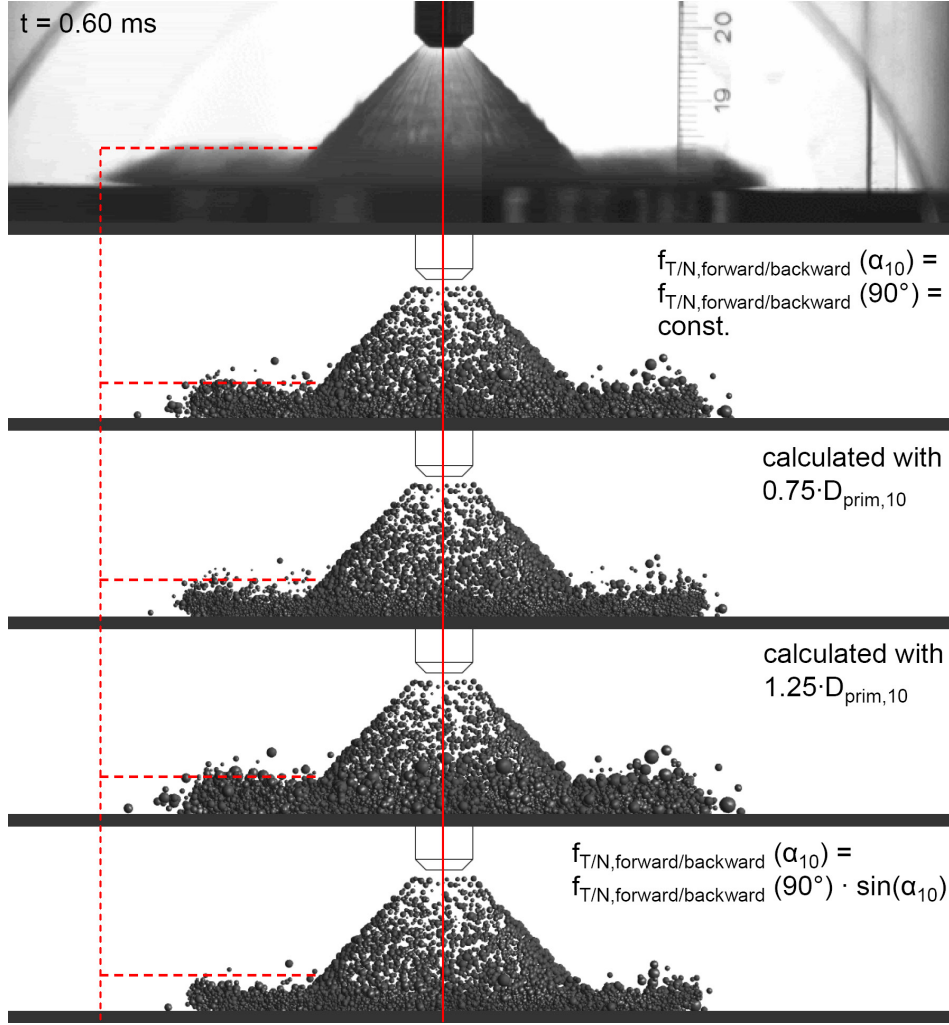 t = 0.60 ms
20
19
f_T/N,forward/backward (α_10) =
f_T/N,forward/backward (90°) =
const.
calculated with
0.75·D_prim,10
calculated with
1.25·D_prim,10
f_T/N,forward/backward (α_10) =
f_T/N,forward/backward (90°) · sin(α_10)